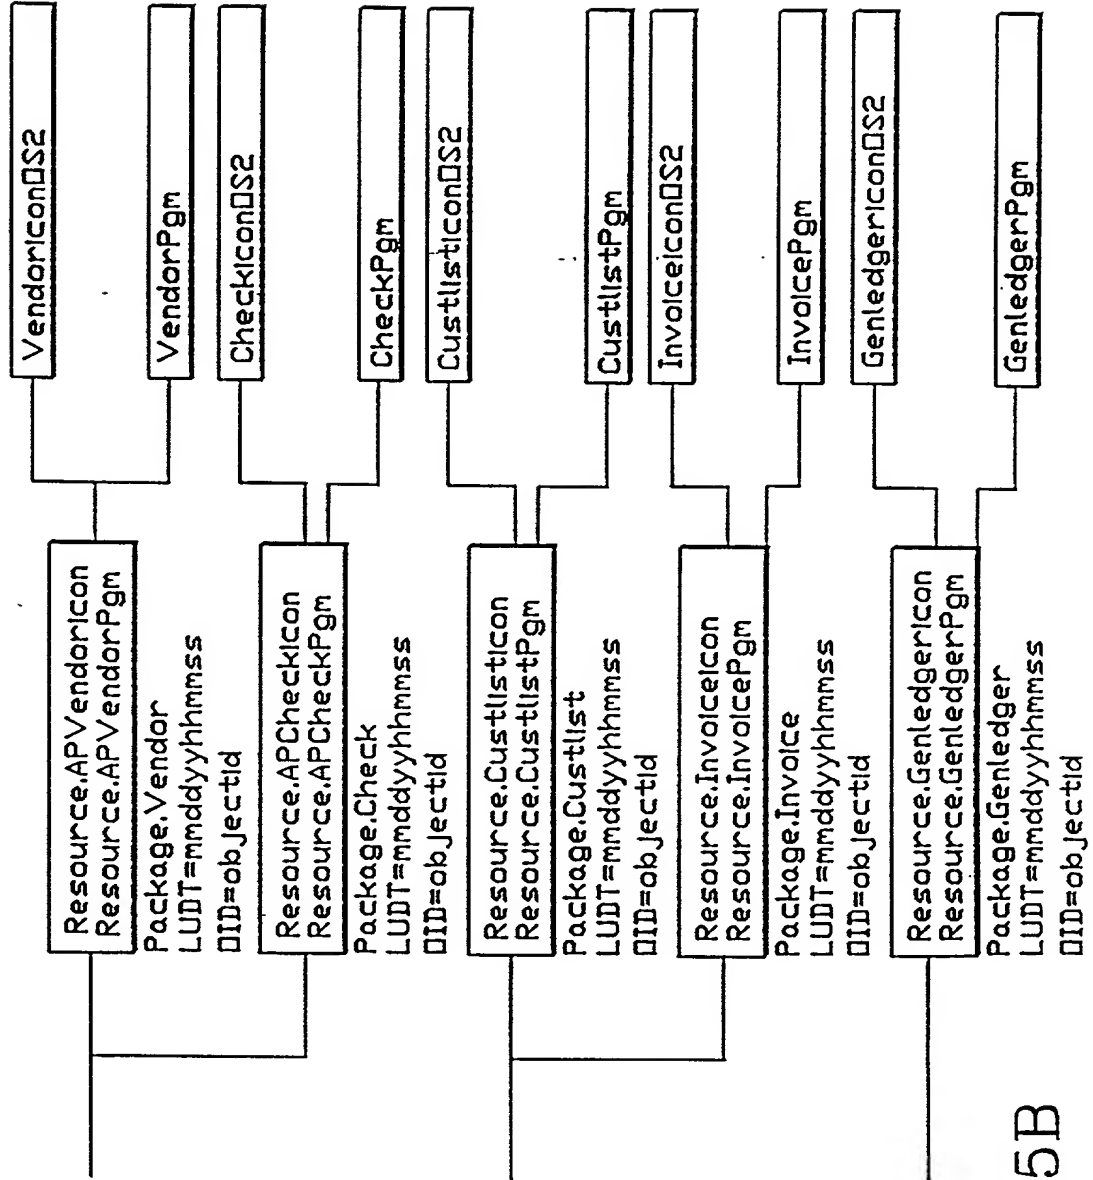 Resource.APVendorIcon
Resource.APVendorPgm
Package.Vendor
LUDT=mmddyyhhmmss
OID=objectid
VendorIconOS2
VendorPgm
Resource.APCheckIcon
Resource.APCheckPgm
Package.Check
LUDT=mmddyyhhmmss
OID=objectid
CheckIconOS2
CheckPgm
Resource.CustlistIcon
Resource.CustlistPgm
Package.Custlist
LUDT=mmddyyhhmmss
OID=objectid
CustlistIconOS2
CustlistPgm
Resource.InvoiceIcon
Resource.InvoicePgm
Package.Invoice
LUDT=mmddyyhhmmss
OID=objectid
InvoiceIconOS2
InvoicePgm
Resource.GenledgerIcon
Resource.GenledgerPgm
Package.Genledger
LUDT=mmddyyhhmmss
OID=objectid
GenledgerIconOS2
GenledgerPgm
5B